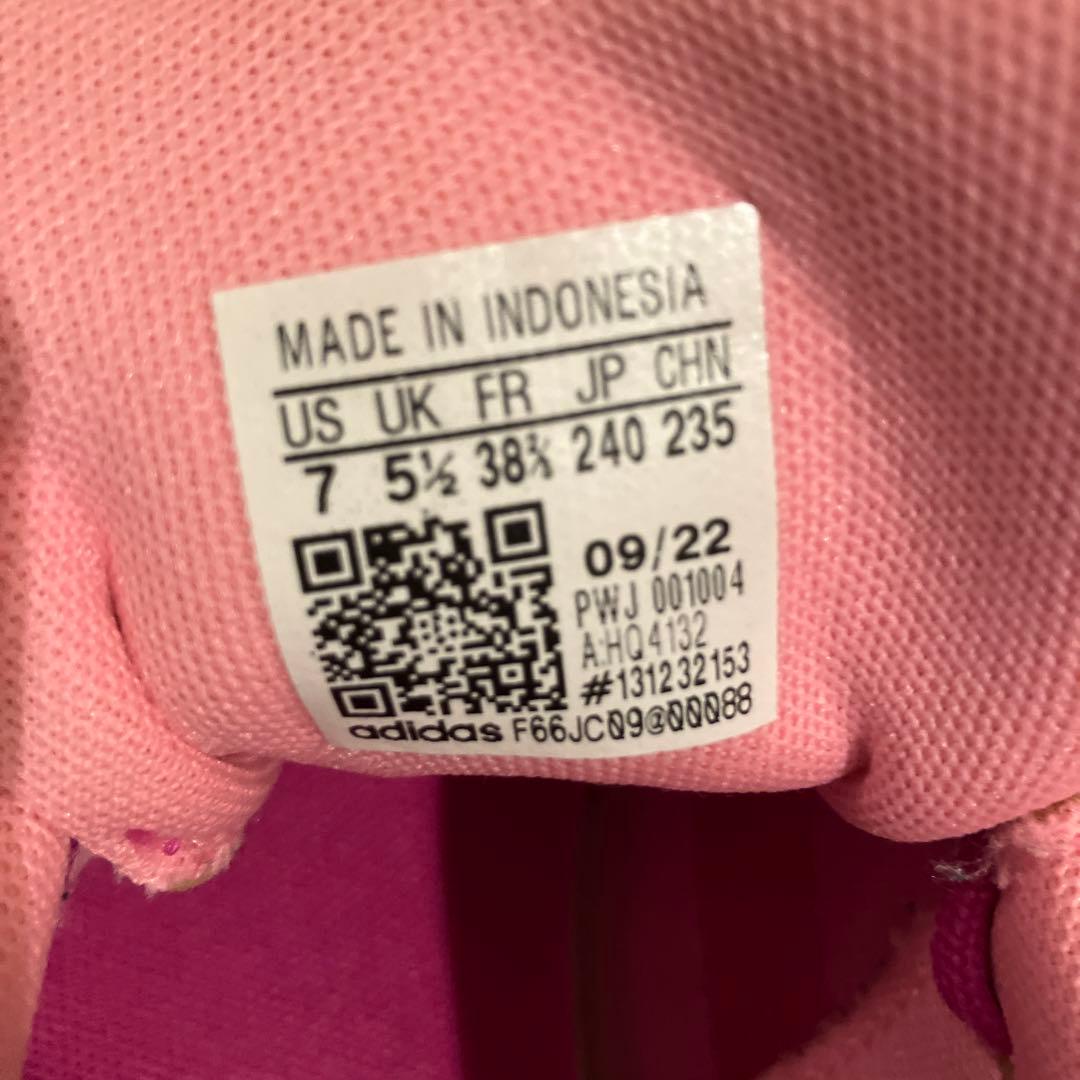 MADE IN INDONESIA
US UK FR JP CHN
7 5½ 38⅔ 240 235
09/22
PWJ 001004
A:HQ4132
#131232153
adidas F66JC09@00088